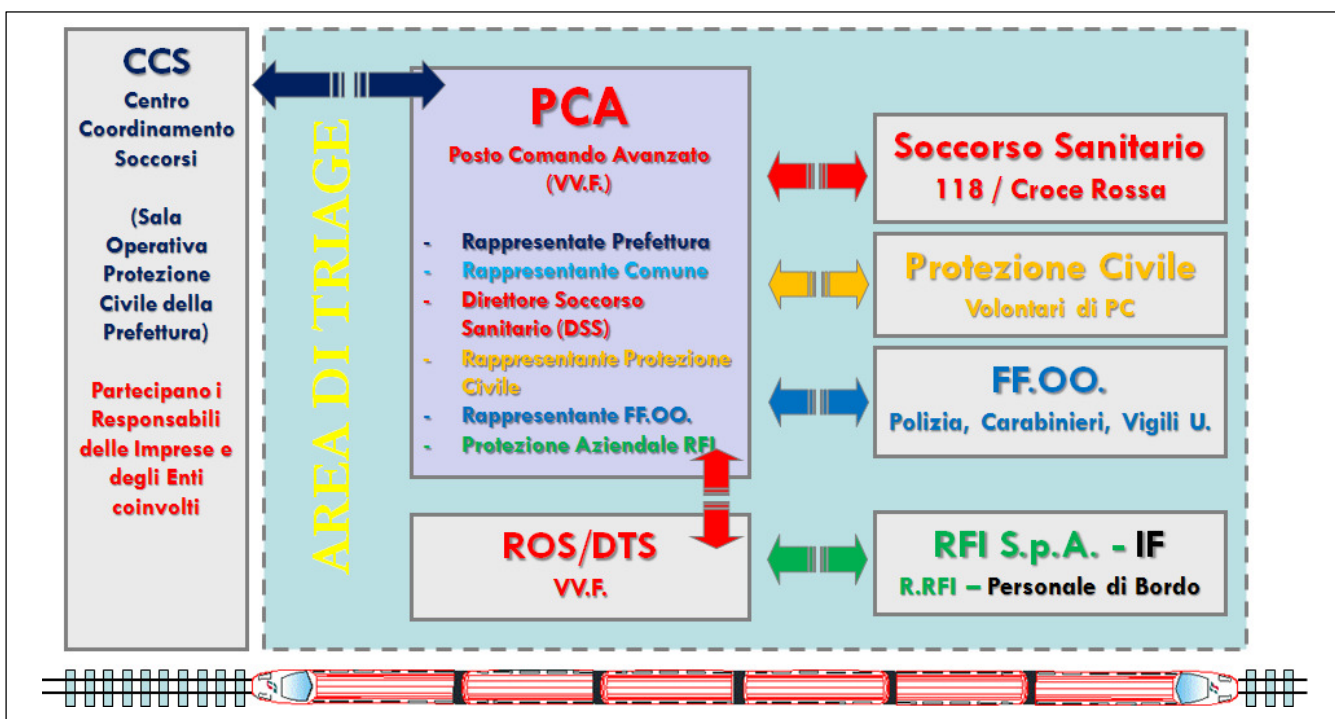 CCS
Centro
Coordinamento
Soccorsi
(Sala
Operativa
Protezione
Civile della
Prefettura)
Partecipano i
Responsabili
delle Imprese e
degli Enti
coinvolti
AREA DI TRIAGE
PCA
Posto Comando Avanzato
(VV.F.)
- Rappresentate Prefettura
- Rappresentante Comune
- Direttore Soccorso
Sanitario (DSS)
- Rappresentante Protezione
Civile
- Rappresentante FF.OO.
- Protezione Aziendale RFI
ROS/DTS
VV.F.
Soccorso Sanitario
118 / Croce Rossa
Protezione Civile
Volontari di PC
FF.OO.
Polizia, Carabinieri, Vigili U.
RFI S.p.A. - IF
R.RFI – Personale di Bordo